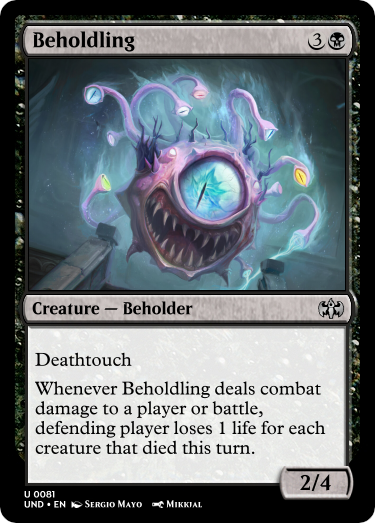 Beholdling 3
Creature — Beholder
Deathtouch
Whenever Beholdling deals combat
damage to a player or battle,
defending player loses 1 life for each
creature that died this turn.
2/4
U 0081
UND • EN Sergio Mayo Mikkial